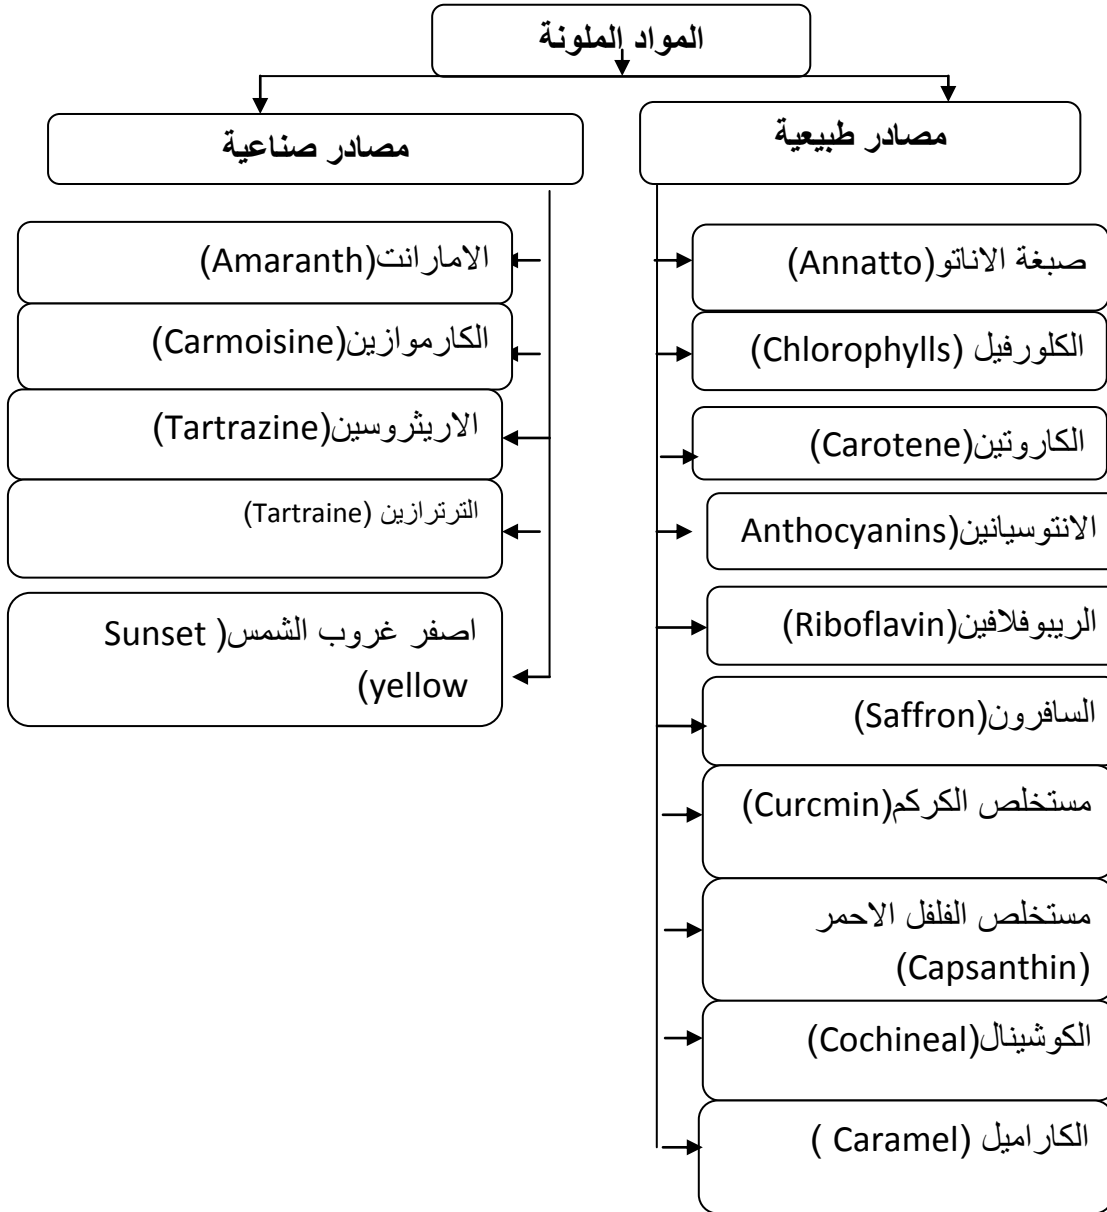 المواد الملونة
مصادر طبيعية
صبغة الاناتو(Annatto)
الكلورفيل (Chlorophylls)
الكاروتين(Carotene)
الانتوسيانين(Anthocyanins
الريبوفلافين(Riboflavin)
السافرون(Saffron)
مستخلص الكركم(Curcmin)
مستخلص الفلفل الاحمر
(Capsanthin)
الكوشينال(Cochineal)
الكاراميل (Caramel )
مصادر صناعية
الامارانت(Amaranth)
الكارموازين(Carmoisine)
الاريثروسين(Tartrazine)
الترترازين (Tartraine)
اصفر غروب الشمس( Sunset
yellow)